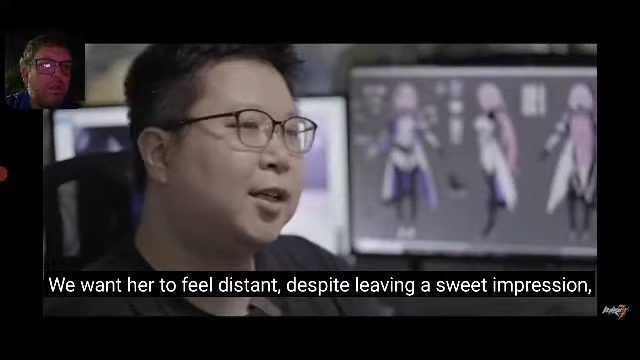 We want her to feel distant, despite leaving a sweet impression,